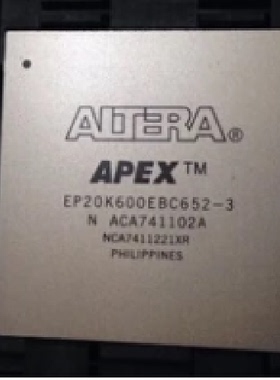 ALTERA®
APEX™
EP20K600EBC652-3
N ACA741102A
NCA7411221XR
PHILIPPINES